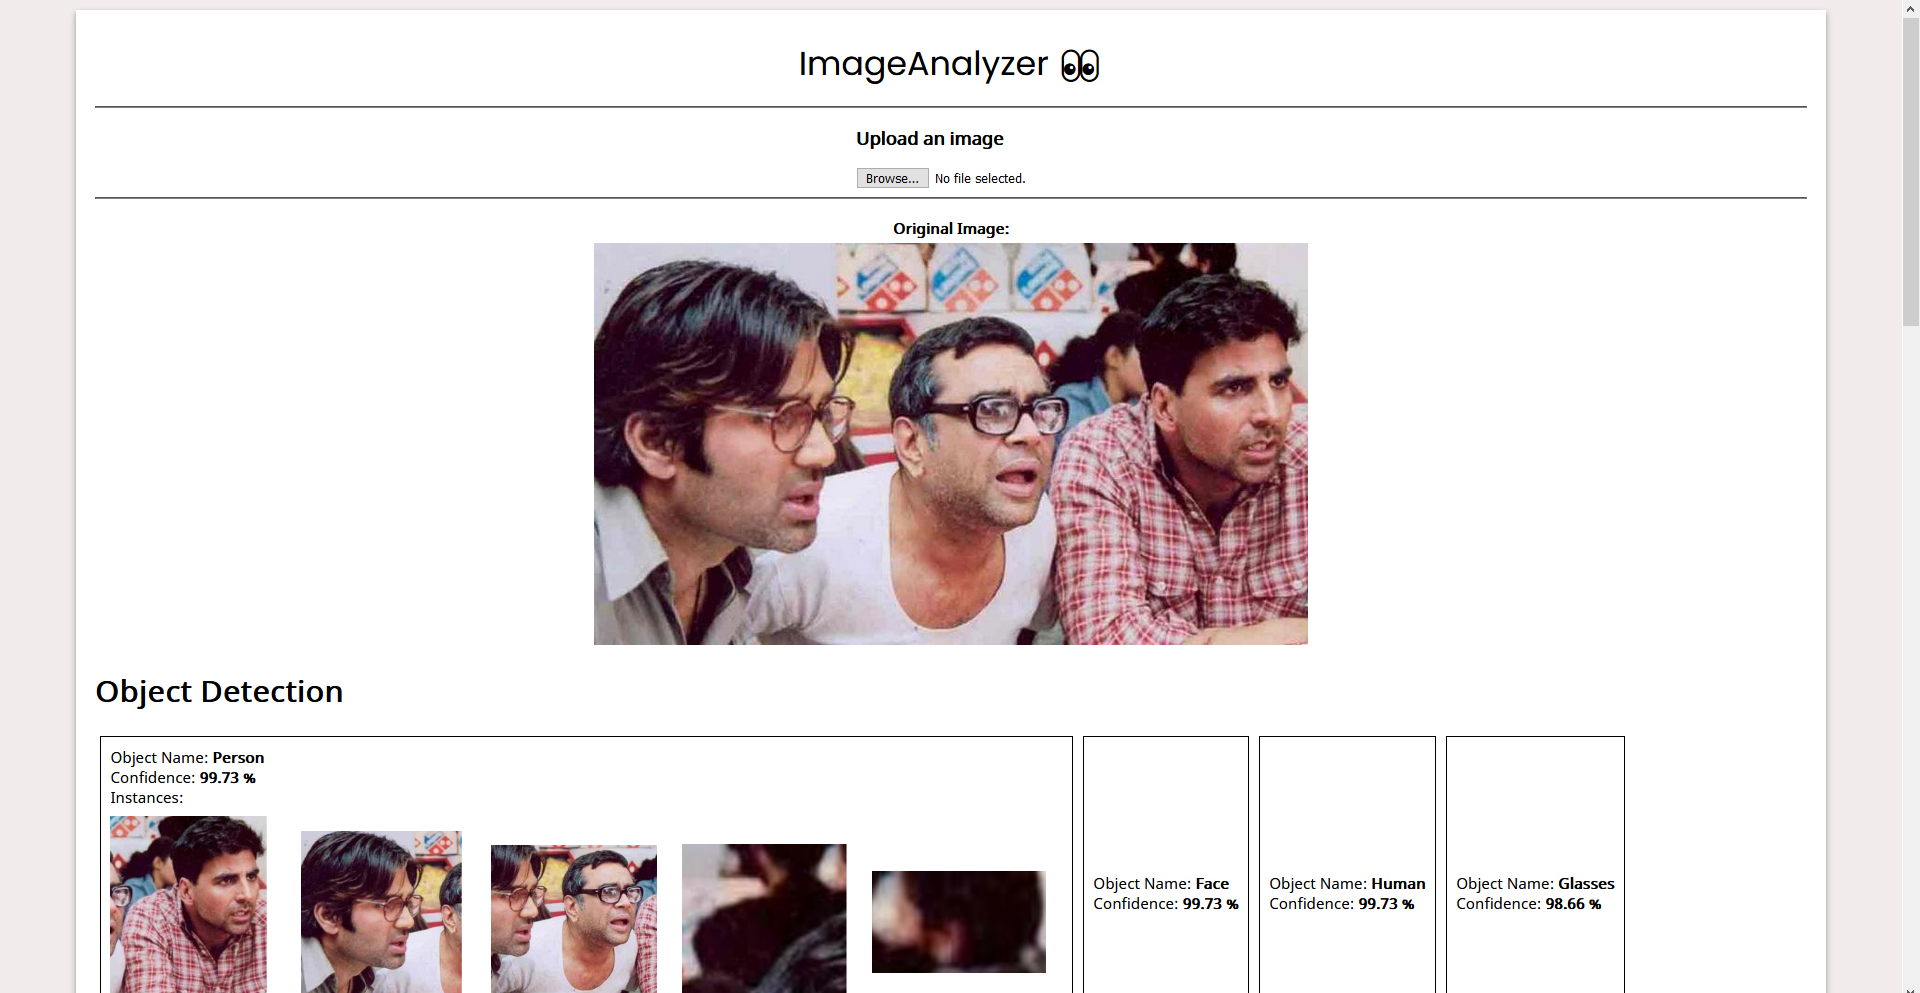 ImageAnalyzer 👀
Upload an image
Browse... No file selected.
Original Image:
Object Detection
Object Name: Person
Confidence: 99.73 %
Instances:
Object Name: Face
Confidence: 99.73 %
Object Name: Human
Confidence: 99.73 %
Object Name: Glasses
Confidence: 98.66 %